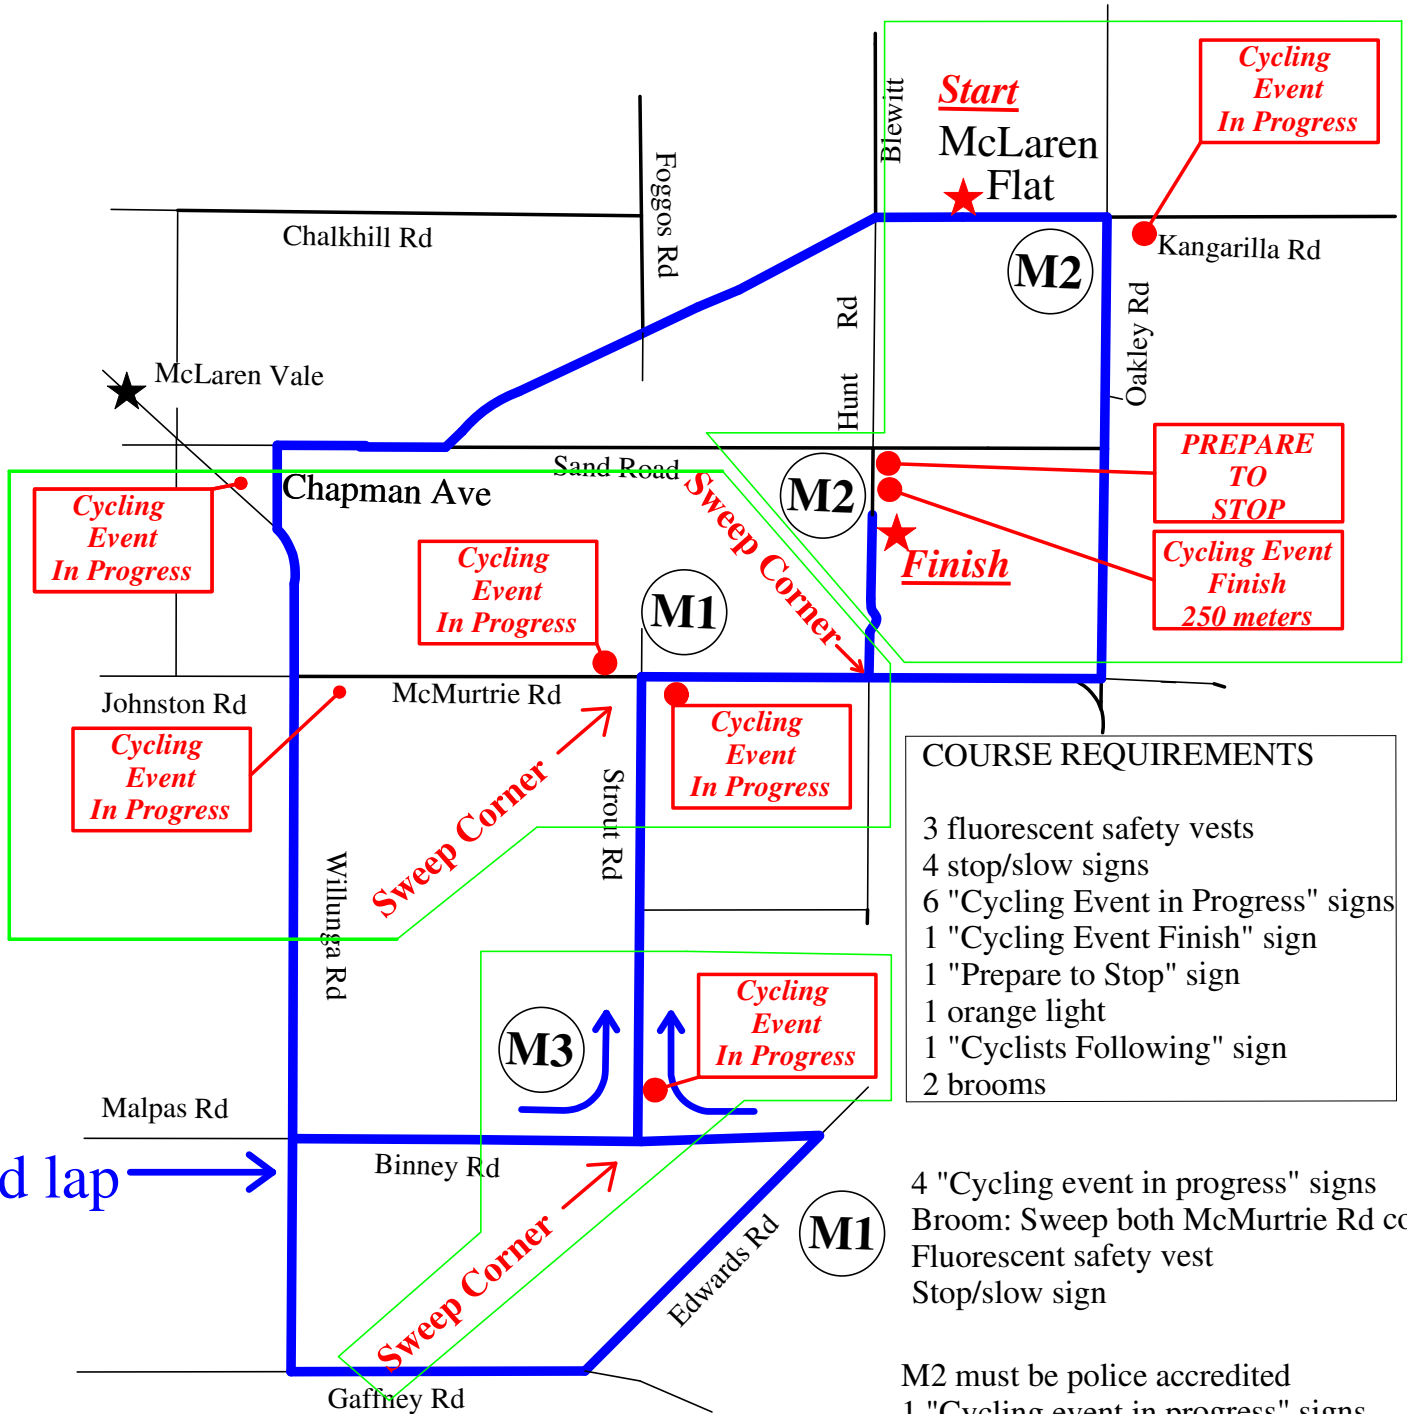 Start
McLaren
Flat
Blewitt
Cycling
Event
In Progress
Foggos Rd
Chalkhill Rd
Kangarilla Rd
M2
Hunt Rd
Oakley Rd
McLaren Vale
Sand Road
Chapman Ave
Cycling
Event
In Progress
M2
PREPARE
TO
STOP
Cycling Event
Finish
250 meters
Finish
Sweep Corner
Cycling
Event
In Progress
M1
Johnston Rd
McMurtrie Rd
Cycling
Event
In Progress
Cycling
Event
In Progress
Sweep Corner
Strout Rd
Willunga Rd
COURSE REQUIREMENTS
3 fluorescent safety vests
4 stop/slow signs
6 "Cycling Event in Progress" signs
1 "Cycling Event Finish" sign
1 "Prepare to Stop" sign
1 orange light
1 "Cyclists Following" sign
2 brooms
M3
Cycling
Event
In Progress
Malpas Rd
Binney Rd
d lap
Sweep Corner
Edwards Rd
Gaffney Rd
M1
4 "Cycling event in progress" signs
Broom: Sweep both McMurtrie Rd co
Fluorescent safety vest
Stop/slow sign
M2 must be police accredited
1 "Cycling event in progress" signs